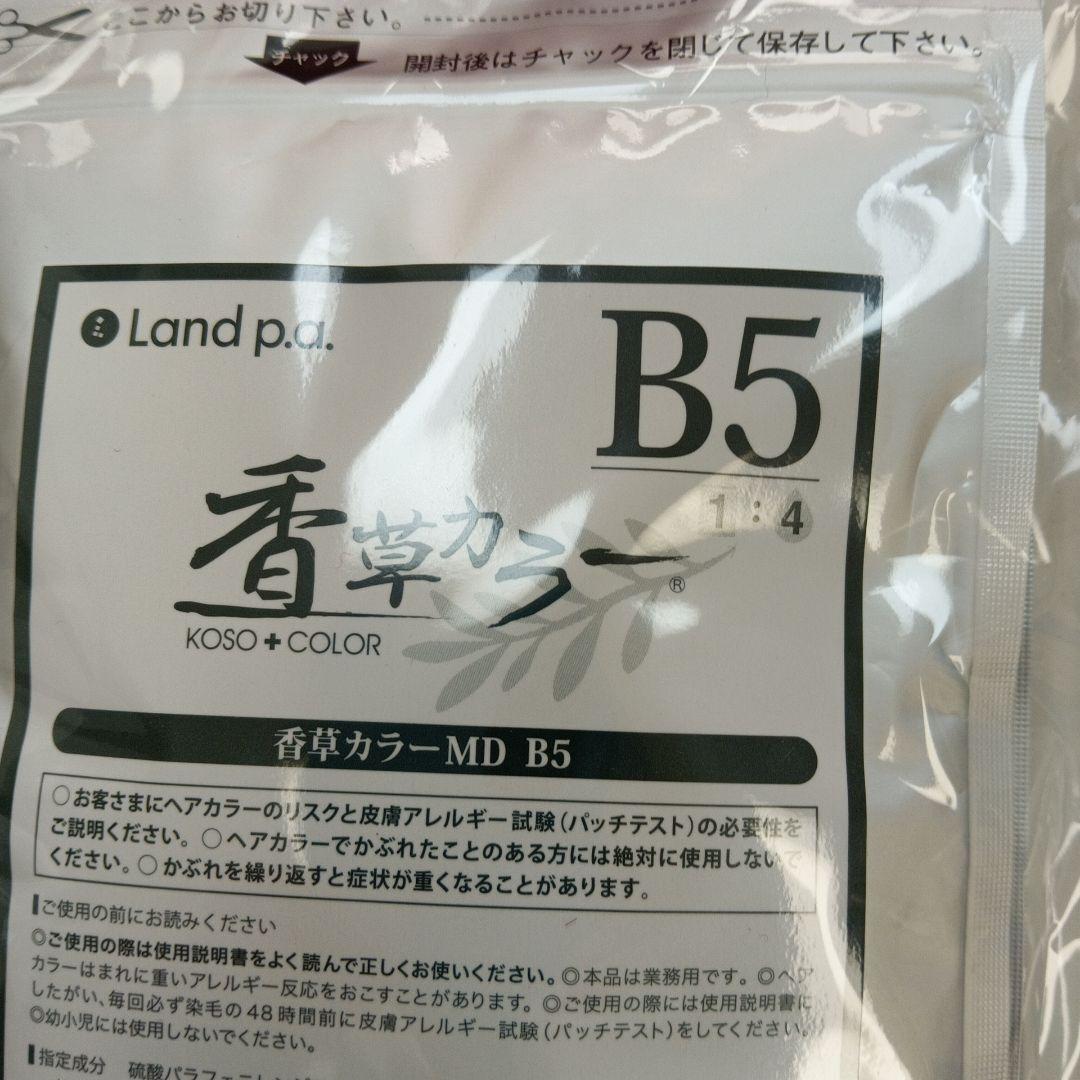 ここからお切り下さい。
チャック
開封後はチャックを閉じて保存して下さい。
Land p.a.
B5
1:4
香草カラー®
KOSO+COLOR
香草カラーMD B5
○お客さまにヘアカラーのリスクと皮膚アレルギー試験(パッチテスト)の必要性を
ご説明ください。○ヘアカラーでかぶれたことのある方には絶対に使用しないで
ください。○かぶれを繰り返すと症状が重くなることがあります。
ご使用の前にお読みください
◎ご使用の際は使用説明書をよく読んで正しくお使いください。◎本品は業務用です。◎ヘア
カラーはまれに重いアレルギー反応をおこすことがあります。◎ご使用の際には使用説明書に
したがい、毎回必ず染毛の48時間前に皮膚アレルギー試験(パッチテスト)をしてください。
◎幼小児には使用しないでください。
指定成分 硫酸パラフェニレンジ